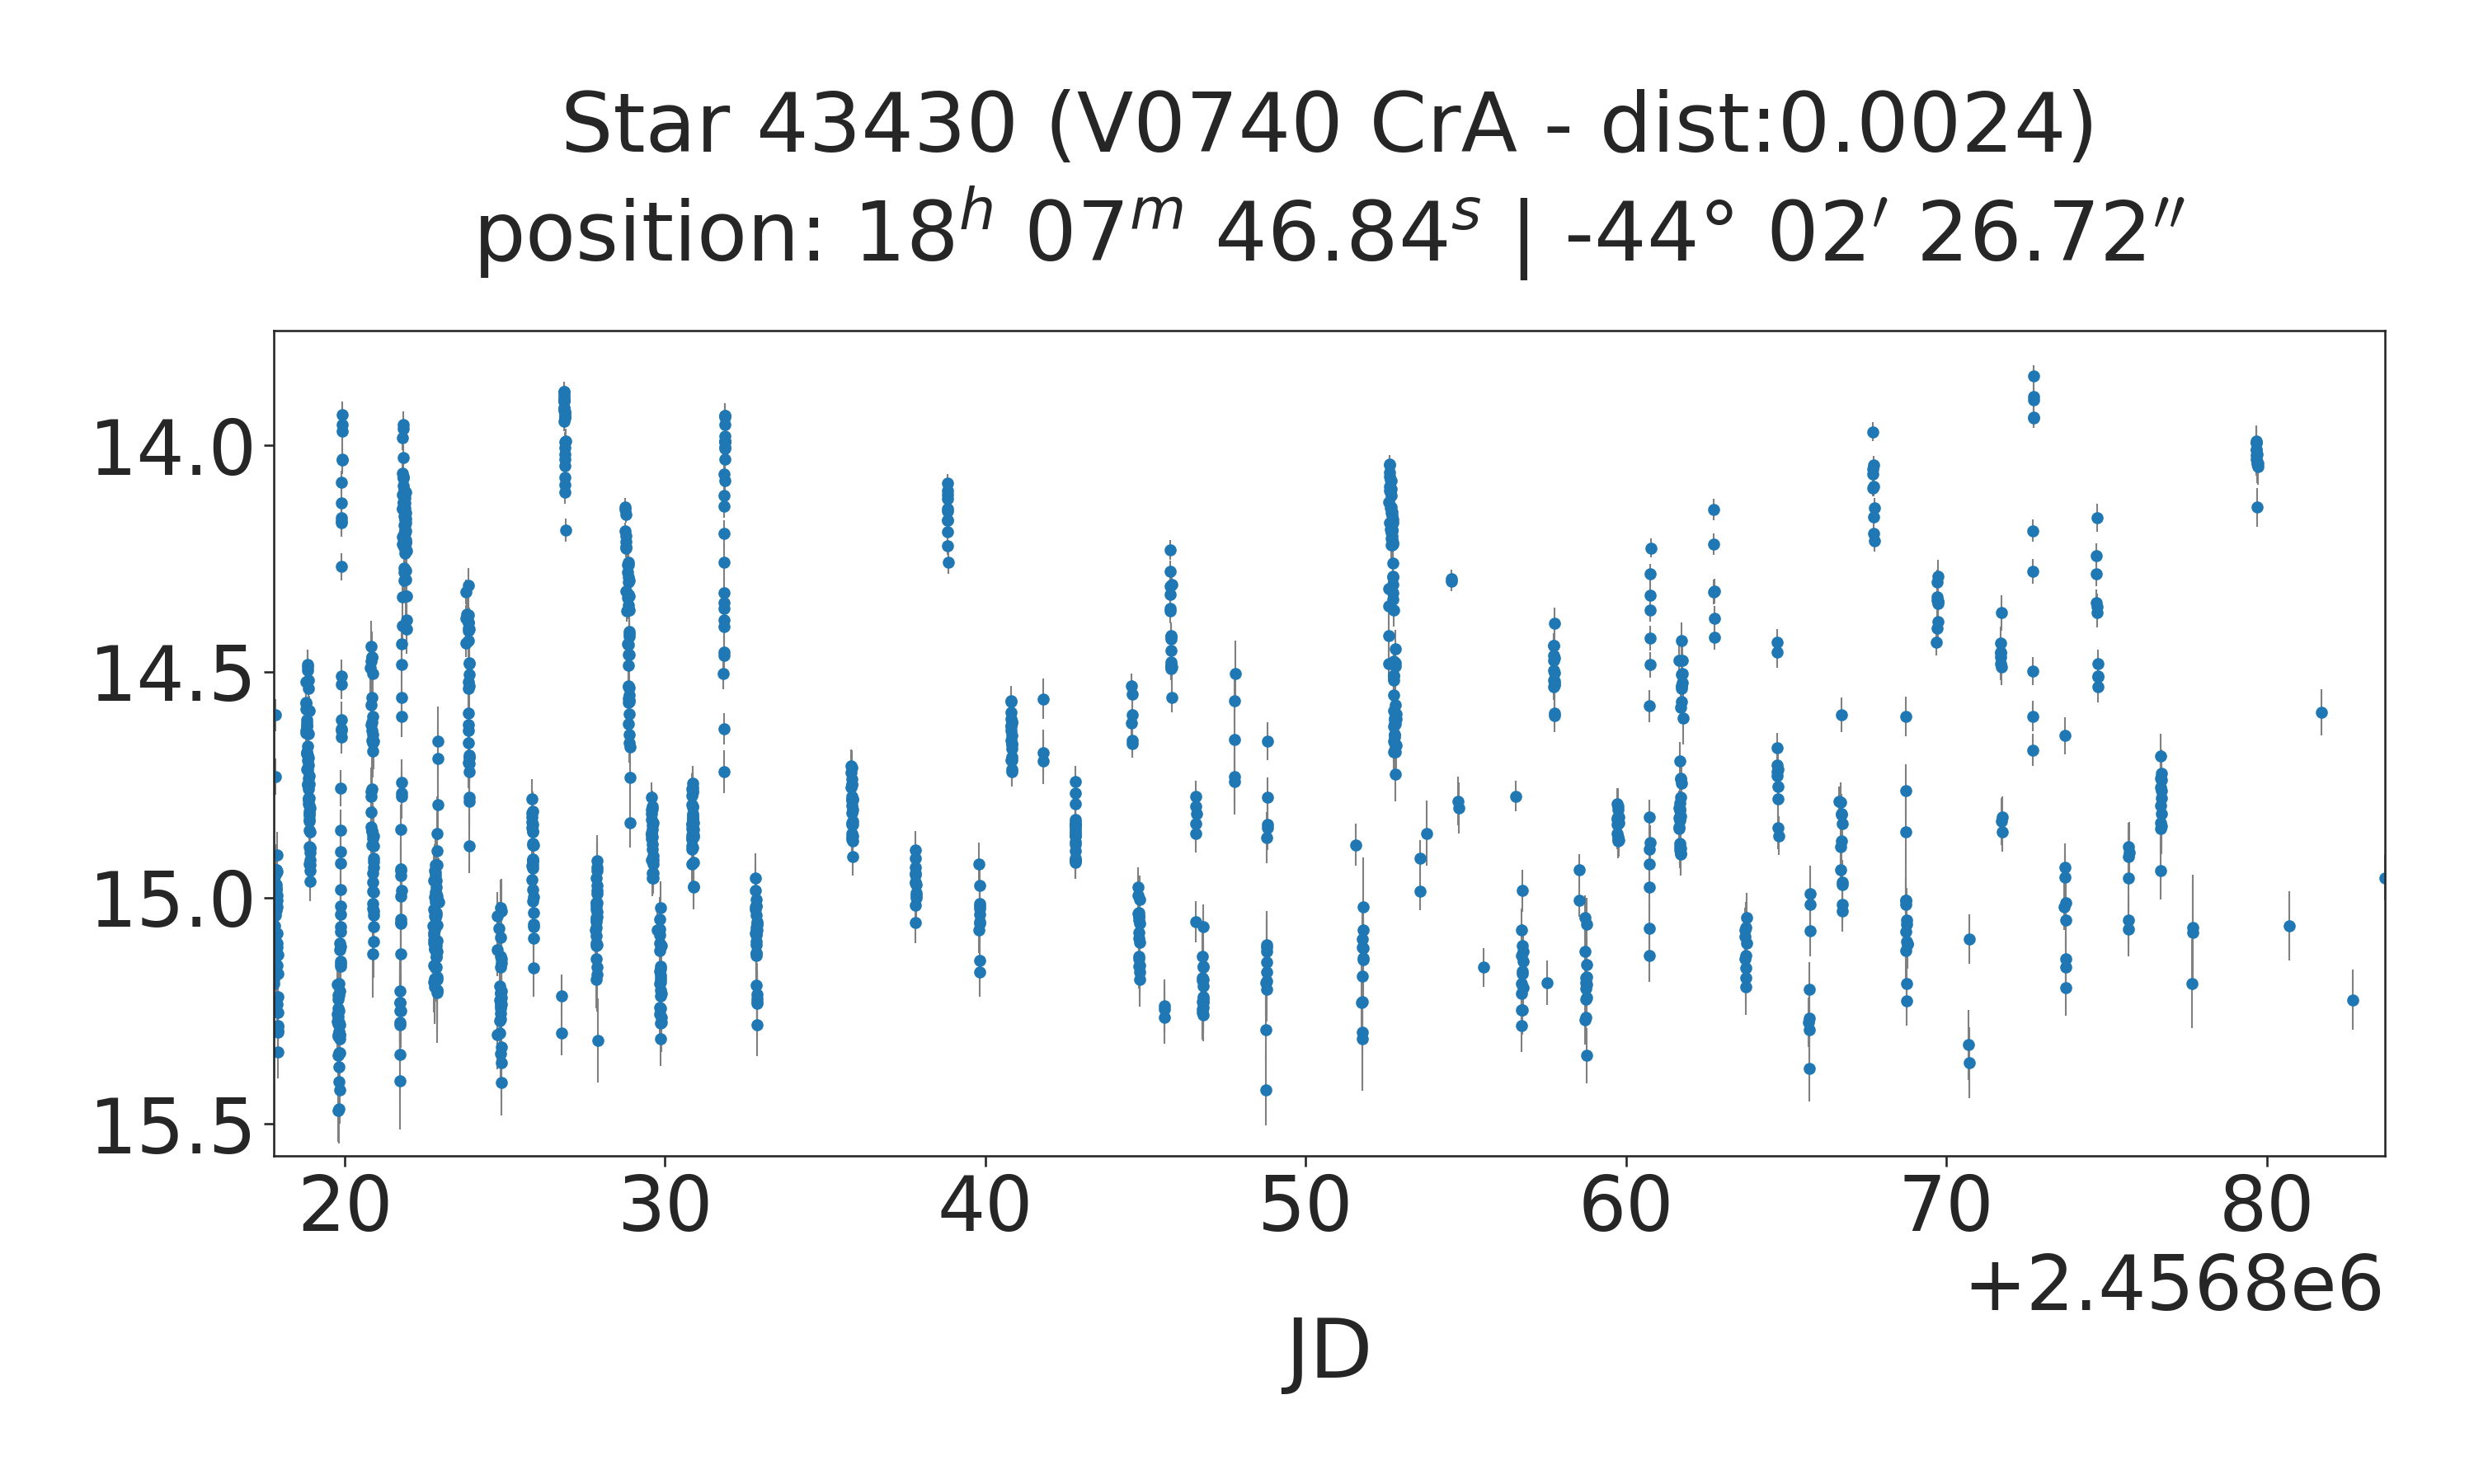 Star 43430 (V0740 CrA - dist:0.0024)
position: 18h 07m 46.84s | -44° 02′ 26.72″
14.0
14.5
15.0
15.5
20 30 40 50 60 70 80
+2.4568e6
JD